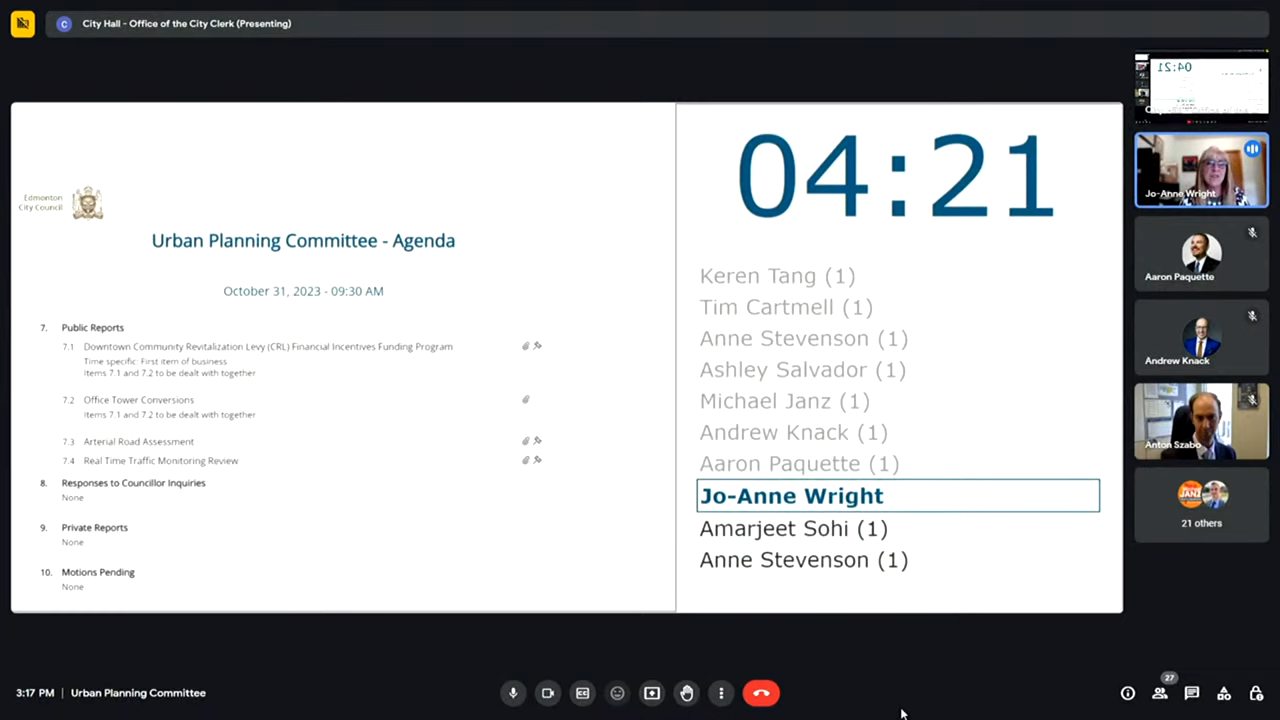 C City Hall - Office of the City Clerk (Presenting)
Edmonton
City Council
Urban Planning Committee - Agenda
October 31, 2023 - 09:30 AM
7. Public Reports
7.1 Downtown Community Revitalization Levy (CRL) Financial Incentives Funding Program
Time specific: First item of business
Items 7.1 and 7.2 to be dealt with together
7.2 Office Tower Conversions
Items 7.1 and 7.2 to be dealt with together
7.3 Arterial Road Assessment
7.4 Real Time Traffic Monitoring Review
8. Responses to Councillor Inquiries
None
9. Private Reports
None
10. Motions Pending
None
04:21
Keren Tang (1)
Tim Cartmell (1)
Anne Stevenson (1)
Ashley Salvador (1)
Michael Janz (1)
Andrew Knack (1)
Aaron Paquette (1)
Jo-Anne Wright
Amarjeet Sohi (1)
Anne Stevenson (1)
04:21
Jo-Anne Wright
Aaron Paquette
Andrew Knack
Anton Szabo
JANZ
21 others
3:17 PM | Urban Planning Committee
CC
27